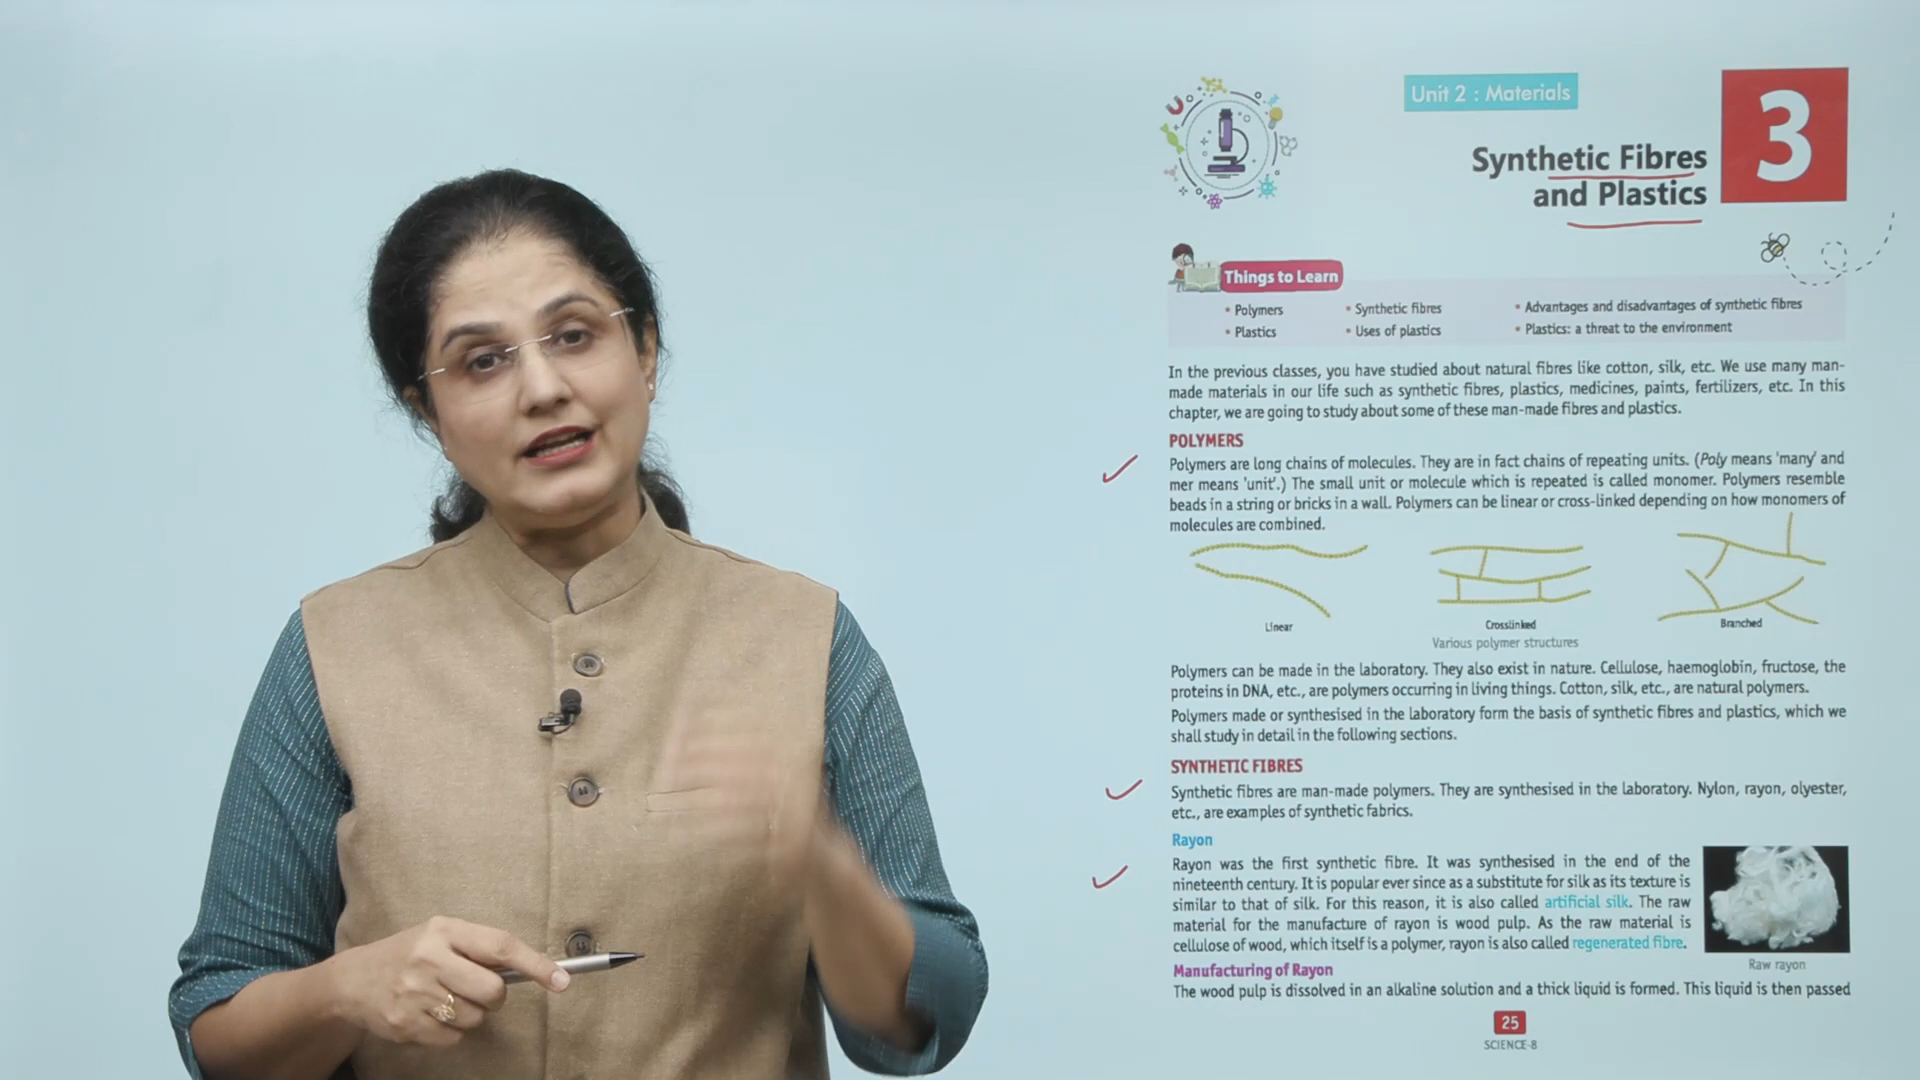 Unit 2 : Materials
3
Synthetic Fibres
and Plastics
Things to Learn
• Polymers
• Synthetic fibres
• Advantages and disadvantages of synthetic fibres
• Plastics
• Uses of plastics
• Plastics: a threat to the environment
In the previous classes, you have studied about natural fibres like cotton, silk, etc. We use many man-
made materials in our life such as synthetic fibres, plastics, medicines, paints, fertilizers, etc. In this
chapter, we are going to study about some of these man-made fibres and plastics.
POLYMERS
Polymers are long chains of molecules. They are in fact chains of repeating units. (Poly means 'many' and
mer means 'unit'.) The small unit or molecule which is repeated is called monomer. Polymers resemble
beads in a string or bricks in a wall. Polymers can be linear or cross-linked depending on how monomers of
molecules are combined.
Linear
Crosslinked
Branched
Various polymer structures
Polymers can be made in the laboratory. They also exist in nature. Cellulose, haemoglobin, fructose, the
proteins in DNA, etc., are polymers occurring in living things. Cotton, silk, etc., are natural polymers.
Polymers made or synthesised in the laboratory form the basis of synthetic fibres and plastics, which we
shall study in detail in the following sections.
SYNTHETIC FIBRES
Synthetic fibres are man-made polymers. They are synthesised in the laboratory. Nylon, rayon, olyester,
etc., are examples of synthetic fabrics.
Rayon
Rayon was the first synthetic fibre. It was synthesised in the end of the
nineteenth century. It is popular ever since as a substitute for silk as its texture is
similar to that of silk. For this reason, it is also called artificial silk. The raw
material for the manufacture of rayon is wood pulp. As the raw material is
cellulose of wood, which itself is a polymer, rayon is also called regenerated fibre.
Raw rayon
Manufacturing of Rayon
The wood pulp is dissolved in an alkaline solution and a thick liquid is formed. This liquid is then passed
25
SCIENCE-8